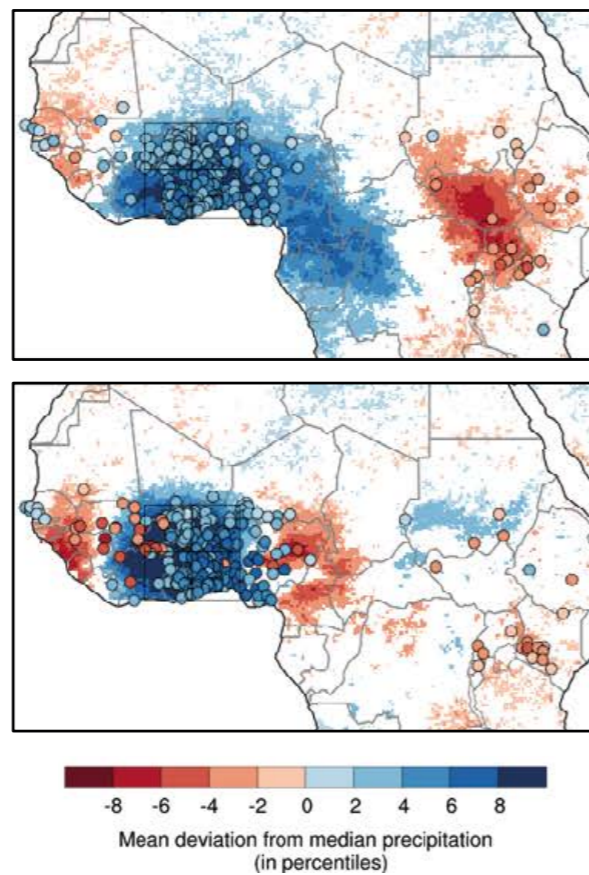 -8 -6 -4 -2 0 2 4 6 8
Mean deviation from median precipitation
(in percentiles)